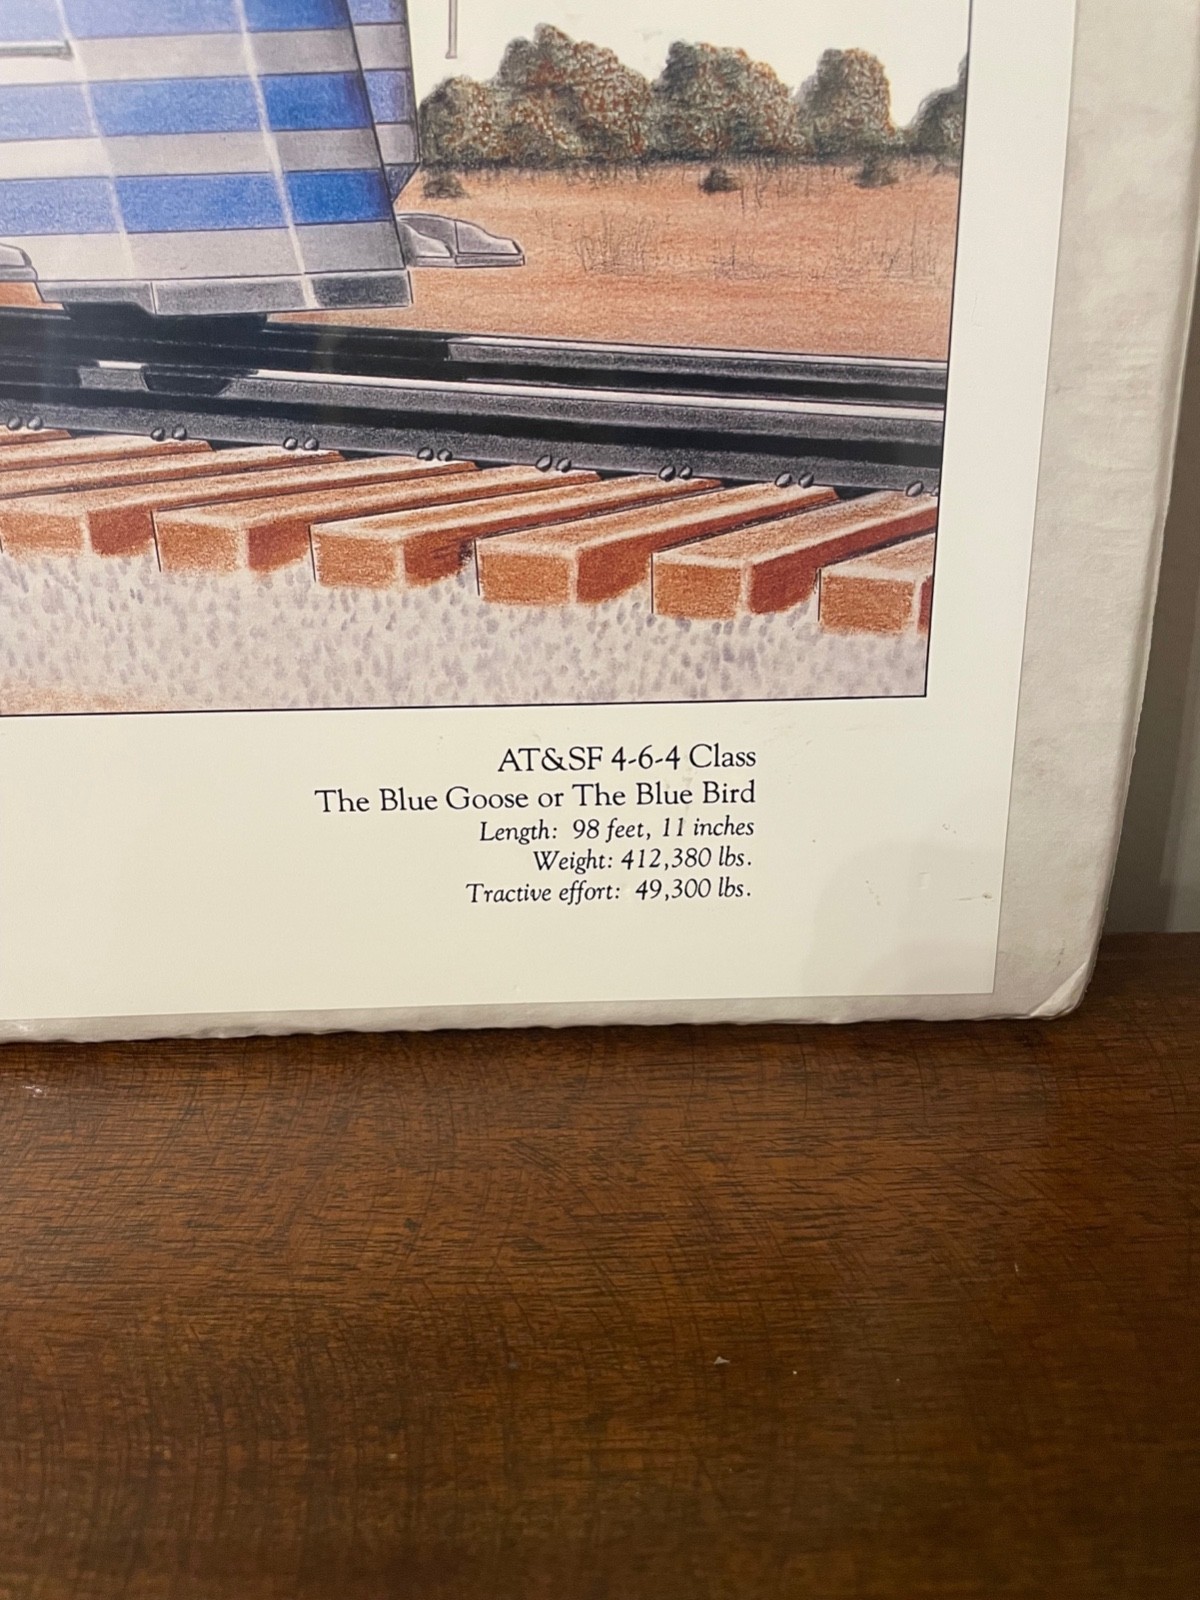 AT&SF 4-6-4 Class
The Blue Goose or The Blue Bird
Length: 98 feet, 11 inches
Weight: 412,380 lbs.
Tractive effort: 49,300 lbs.